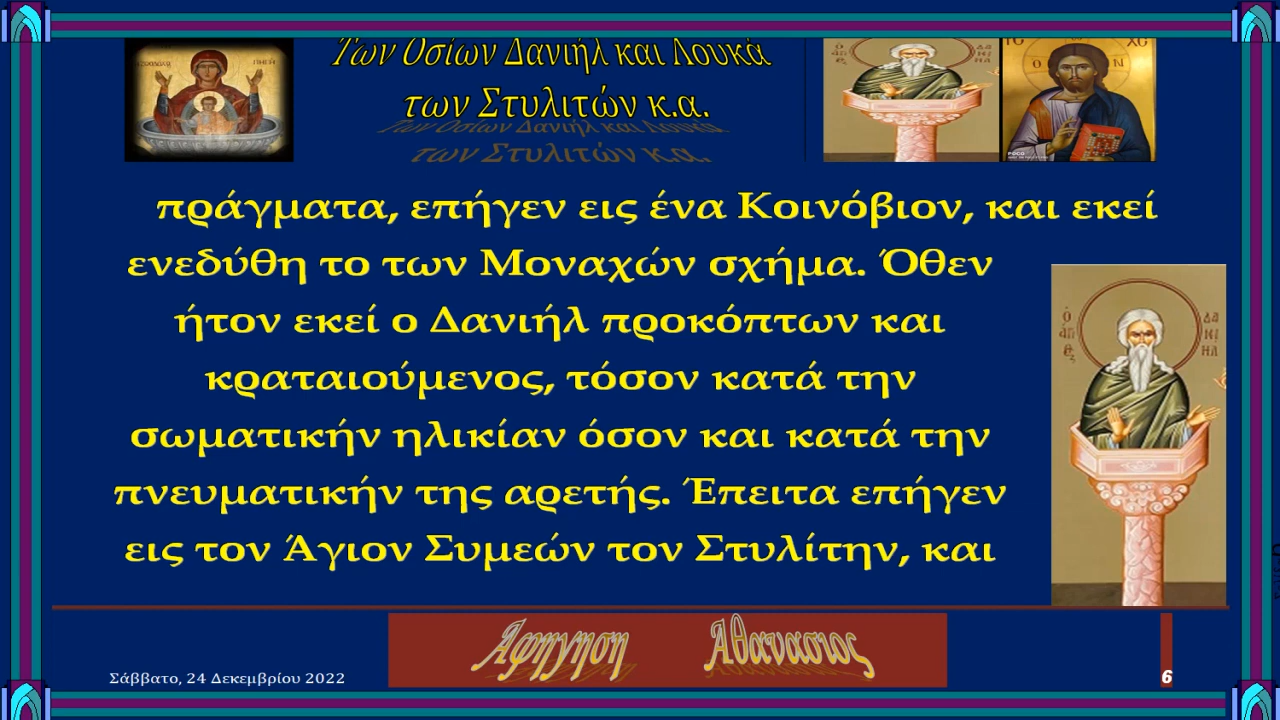 Των Οσίων Δανιήλ και Λουκά
των Στυλιτών κ.α.
πράγματα, επήγεν εις ένα Κοινόβιον, και εκεί
ενεδύθη το των Μοναχών σχήμα. Όθεν
ήτον εκεί ο Δανιήλ προκόπτων και
κραταιούμενος, τόσον κατά την
σωματικήν ηλικίαν όσον και κατά την
πνευματικήν της αρετής. Έπειτα επήγεν
εις τον Άγιον Συμεών τον Στυλίτην, και
Αφηγηση Αθανασιος
Σάββατο, 24 Δεκεμβρίου 2022
6